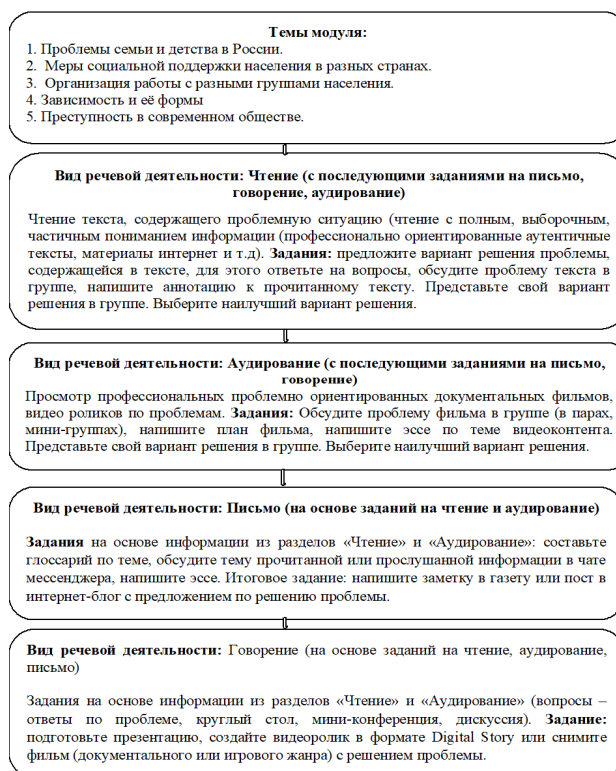 Темы модуля:
1. Проблемы семьи и детства в России.
2. Меры социальной поддержки населения в разных странах.
3. Организация работы с разными группами населения.
4. Зависимость и её формы
5. Преступность в современном обществе.
Вид речевой деятельности: Чтение (с последующими заданиями на письмо,
говорение, аудирование)
Чтение текста, содержащего проблемную ситуацию (чтение с полным, выборочным,
частичным пониманием информации (профессионально ориентированные аутентичные
тексты, материалы интернет и т.д). Задания: предложите вариант решения проблемы,
содержащейся в тексте, для этого ответьте на вопросы, обсудите проблему текста в
группе, напишите аннотацию к прочитанному тексту. Представьте свой вариант
решения в группе. Выберите наилучший вариант решения.
Вид речевой деятельности: Аудирование (с последующими заданиями на письмо,
говорение)
Просмотр профессиональных проблемно ориентированных документальных фильмов,
видео роликов по проблемам. Задания: Обсудите проблему фильма в группе (в парах,
мини-группах), напишите план фильма, напишите эссе по теме видеоконтента.
Представьте свой вариант решения в группе. Выберите наилучший вариант решения.
Вид речевой деятельности: Письмо (на основе заданий на чтение и аудирование)
Задания на основе информации из разделов «Чтение» и «Аудирование»: составьте
глоссарий по теме, обсудите тему прочитанной или прослушанной информации в чате
мессенджера, напишите эссе. Итоговое задание: напишите заметку в газету или пост в
интернет-блог с предложением по решению проблемы.
Вид речевой деятельности: Говорение (на основе заданий на чтение, аудирование,
письмо)
Задания на основе информации из разделов «Чтение» и «Аудирование» (вопросы –
ответы по проблеме, круглый стол, мини-конференция, дискуссия). Задание:
подготовьте презентацию, создайте видеоролик в формате Digital Story или снимите
фильм (документального или игрового жанра) с решением проблемы.